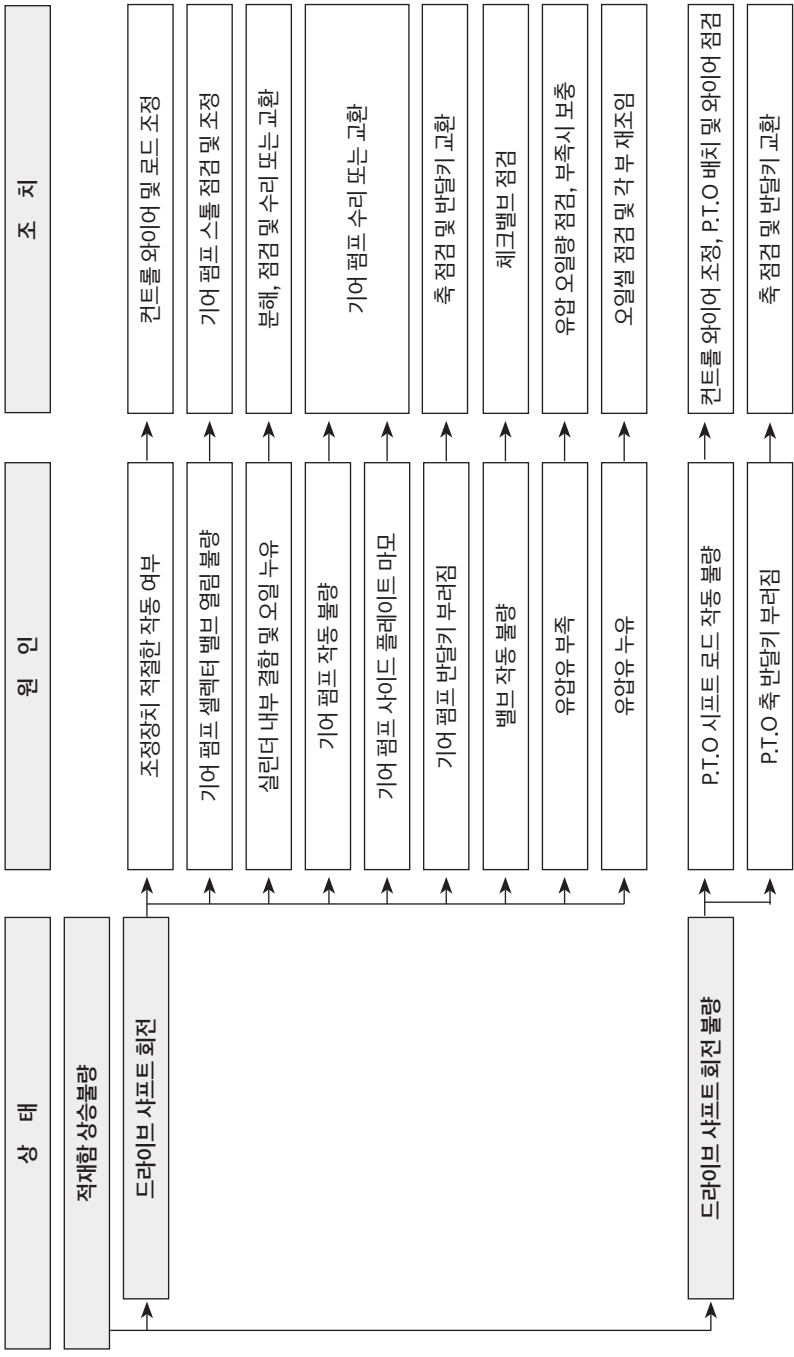 상 태
원 인
조 치
적재함 상승불량
드라이브 샤프트 회전
조정장치 적절한 작동 여부
컨트롤 와이어 및 로드 조정
기어 펌프 셀렉터 밸브 열림 불량
기어 펌프 스톨 점검 및 조정
실린더 내부 결함 및 오일 누유
분해, 점검 및 수리 또는 교환
기어 펌프 작동 불량
기어 펌프 수리 또는 교환
기어 펌프 사이드 플레이트 마모
기어 펌프 반달키 부러짐
축 점검 및 반달키 교환
밸브 작동 불량
체크밸브 점검
유압유 부족
유압 오일량 점검, 부족시 보충
유압유 누유
오일씰 점검 및 각 부 재조임
드라이브 샤프트 회전 불량
P.T.O 시프트 로드 작동 불량
컨트롤 와이어 조정, P.T.O 배치 및 와이어 점검
P.T.O 축 반달키 부러짐
축 점검 및 반달키 교환